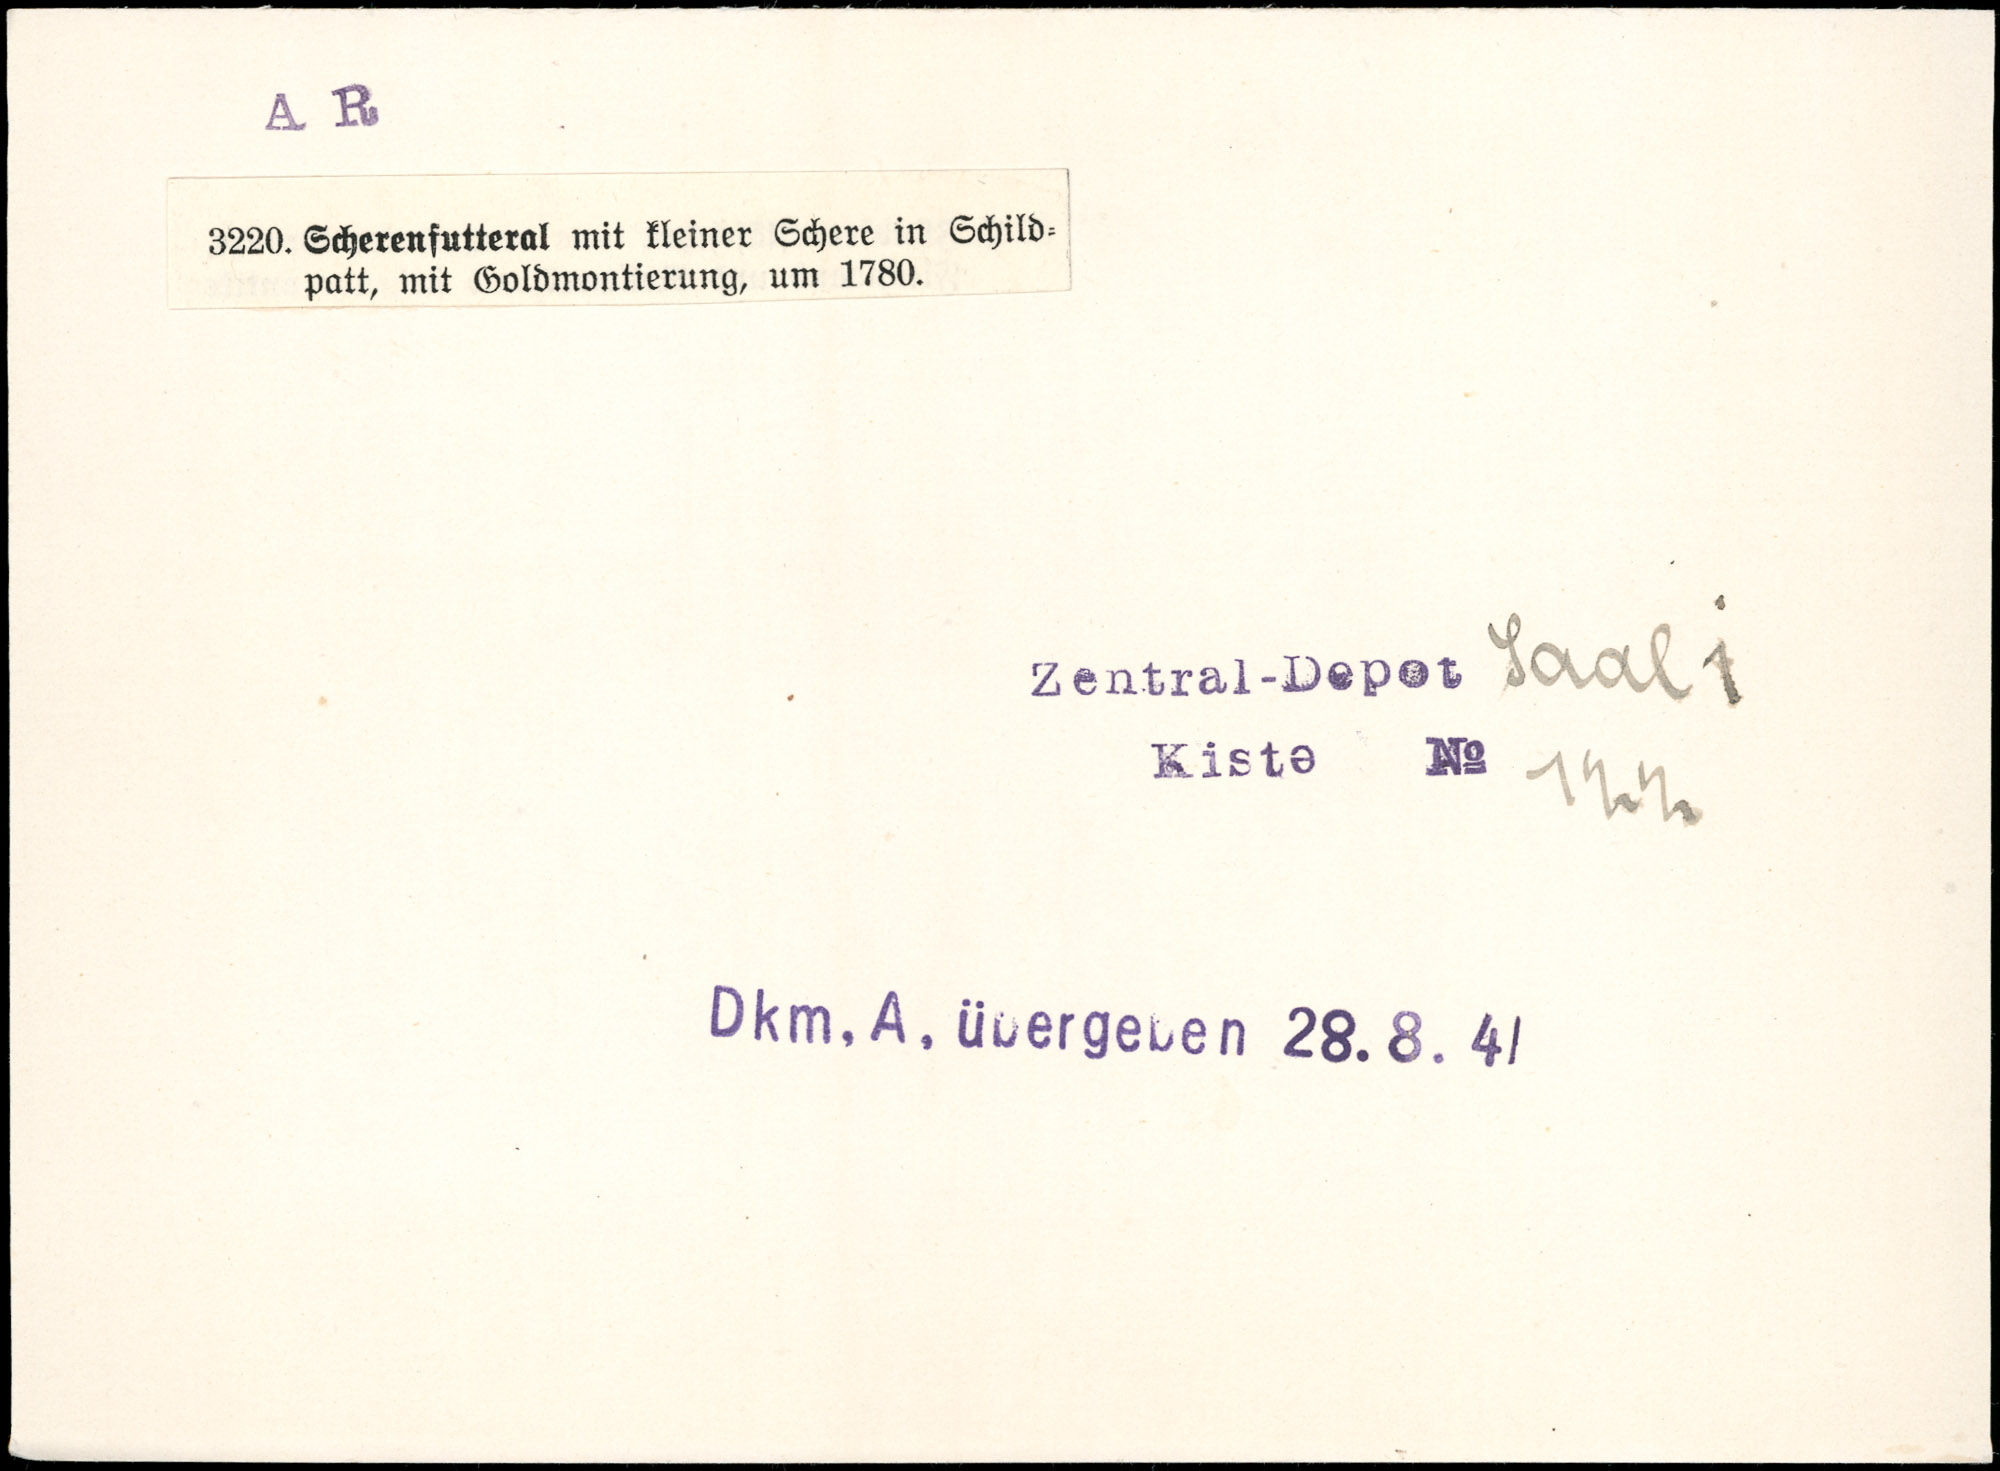 A R
3220. Scherenfutteral mit kleiner Schere in Schild-
patt, mit Goldmontierung, um 1780.
Zentral-Depot Saal 1
Kiste № 122
Dkm. A. übergeben 28. 8. 41